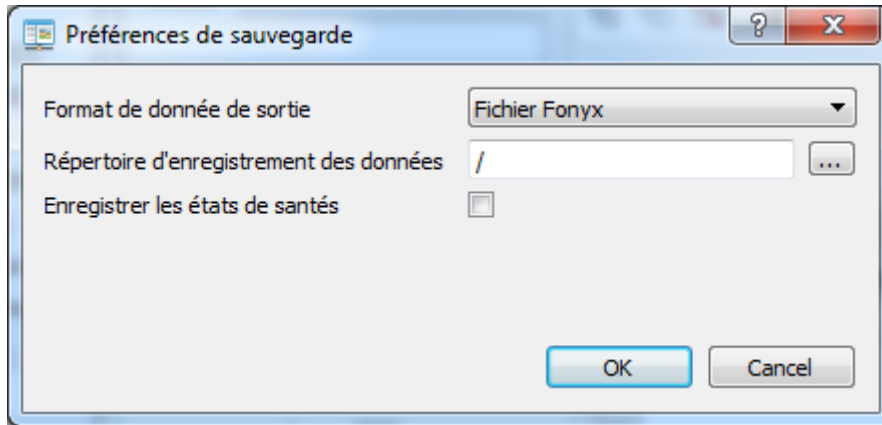 Préférences de sauvegarde
Format de donnée de sortie Fichier Fonyx
Répertoire d'enregistrement des données / ...
Enregistrer les états de santés
OK Cancel